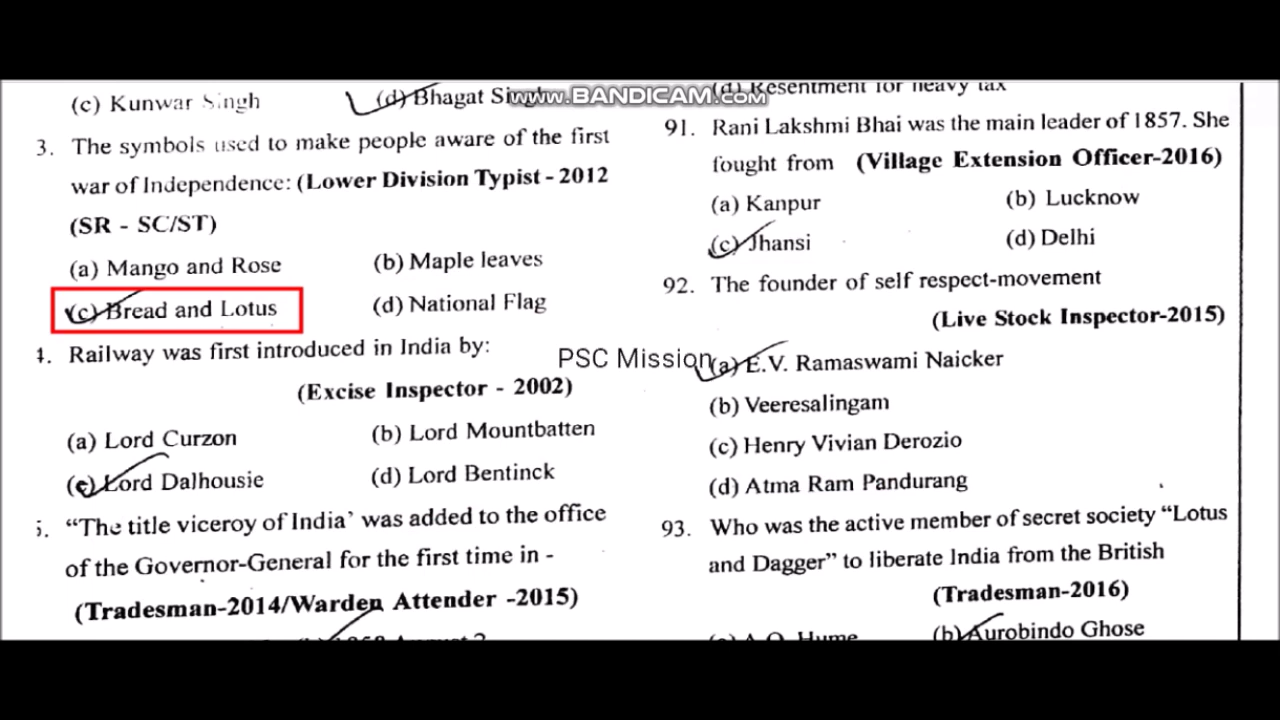 (c) Kunwar Singh
(d) Bhagat Singh
3. The symbols used to make people aware of the first
war of Independence: (Lower Division Typist - 2012
(SR - SC/ST)
(a) Mango and Rose
(b) Maple leaves
(c) Bread and Lotus
(d) National Flag
4. Railway was first introduced in India by:
(Excise Inspector - 2002)
(a) Lord Curzon
(b) Lord Mountbatten
(c) Lord Dalhousie
(d) Lord Bentinck
5. “The title viceroy of India’ was added to the office
of the Governor-General for the first time in -
(Tradesman-2014/Warden Attender -2015)
www.BANDICAM.com
(d) Resentment for heavy tax
91. Rani Lakshmi Bhai was the main leader of 1857. She
fought from (Village Extension Officer-2016)
(a) Kanpur
(b) Lucknow
(c) Jhansi
(d) Delhi
92. The founder of self respect-movement
(Live Stock Inspector-2015)
PSC Mission
(a) E.V. Ramaswami Naicker
(b) Veeresalingam
(c) Henry Vivian Derozio
(d) Atma Ram Pandurang
93. Who was the active member of secret society “Lotus
and Dagger” to liberate India from the British
(Tradesman-2016)
(a) A.O. Hume
(b) Aurobindo Ghose